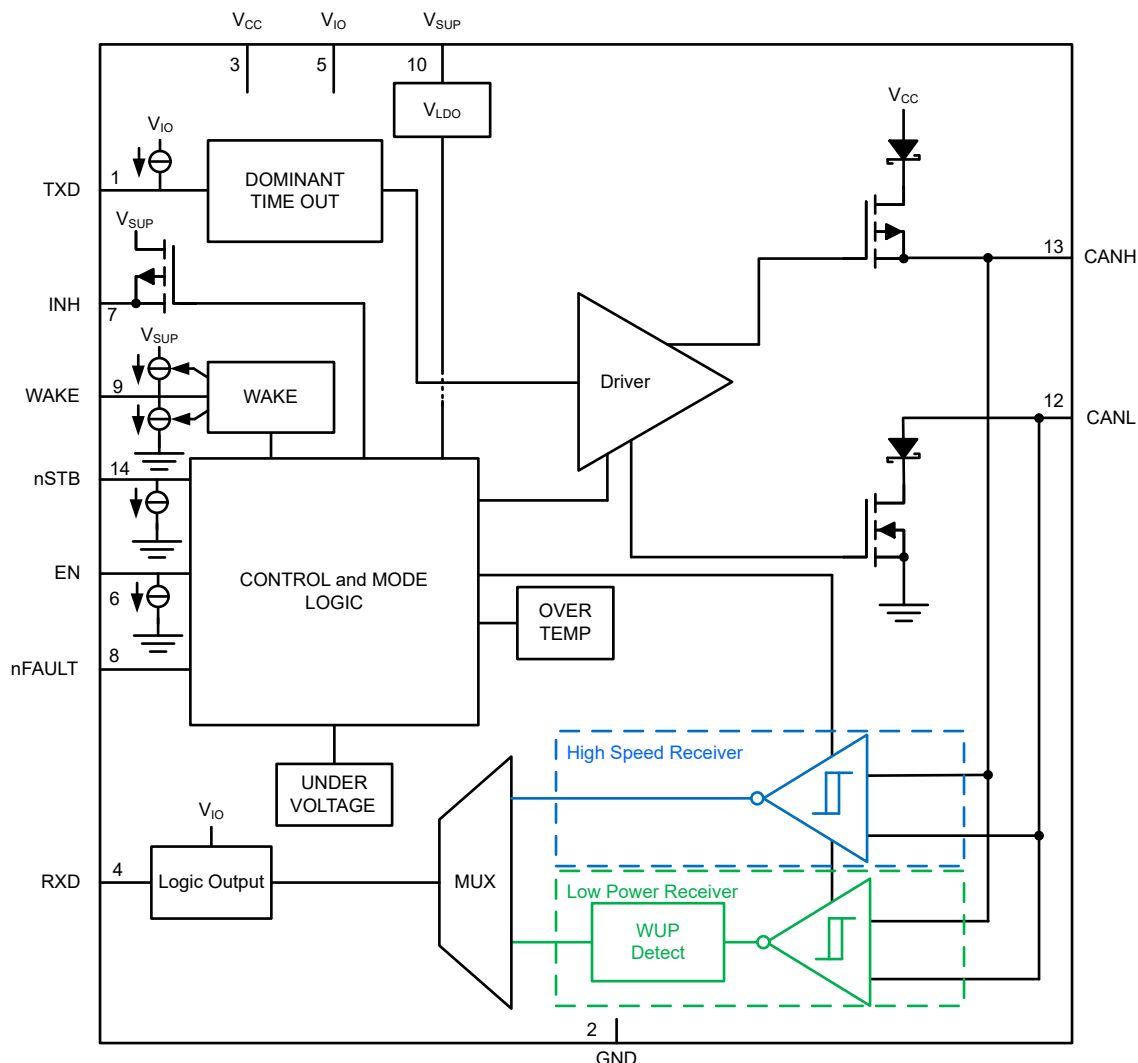 VCC
VIO
VSUP
3
5
10
VLDO
VCC
VIO
TXD
1
DOMINANT
TIME OUT
VSUP
INH
7
13
CANH
VSUP
WAKE
9
WAKE
Driver
12
CANL
nSTB
14
EN
6
CONTROL and MODE
LOGIC
OVER
TEMP
nFAULT
8
High Speed Receiver
UNDER
VOLTAGE
VIO
RXD
4
Logic Output
MUX
Low Power Receiver
WUP
Detect
2
GND